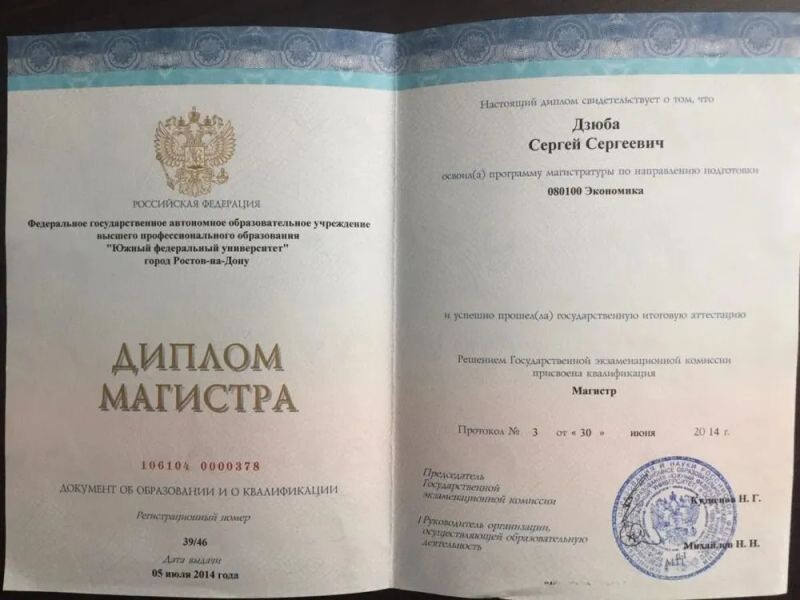 РОССИЙСКАЯ ФЕДЕРАЦИЯ
Федеральное государственное автономное образовательное учреждение
высшего профессионального образования
"Южный федеральный университет"
город Ростов-на-Дону
ДИПЛОМ
МАГИСТРА
106104 0000378
ДОКУМЕНТ ОБ ОБРАЗОВАНИИ И О КВАЛИФИКАЦИИ
Регистрационный номер
39/46
Дата выдачи
05 июля 2014 года
Настоящий диплом свидетельствует о том, что
Дзюба
Сергей Сергеевич
освоил(а) программу магистратуры по направлению подготовки
080100 Экономика
и успешно прошел(ла) государственную итоговую аттестацию
Решением Государственной экзаменационной комиссии
присвоена квалификация
Магистр
Протокол № 3 от « 30 » июня 2014 г.
Председатель
Государственной
экзаменационной комиссии
Н. Г.
Руководитель организации,
осуществляющей образовательную
деятельность
Михайлов Н. Н.
М.П.